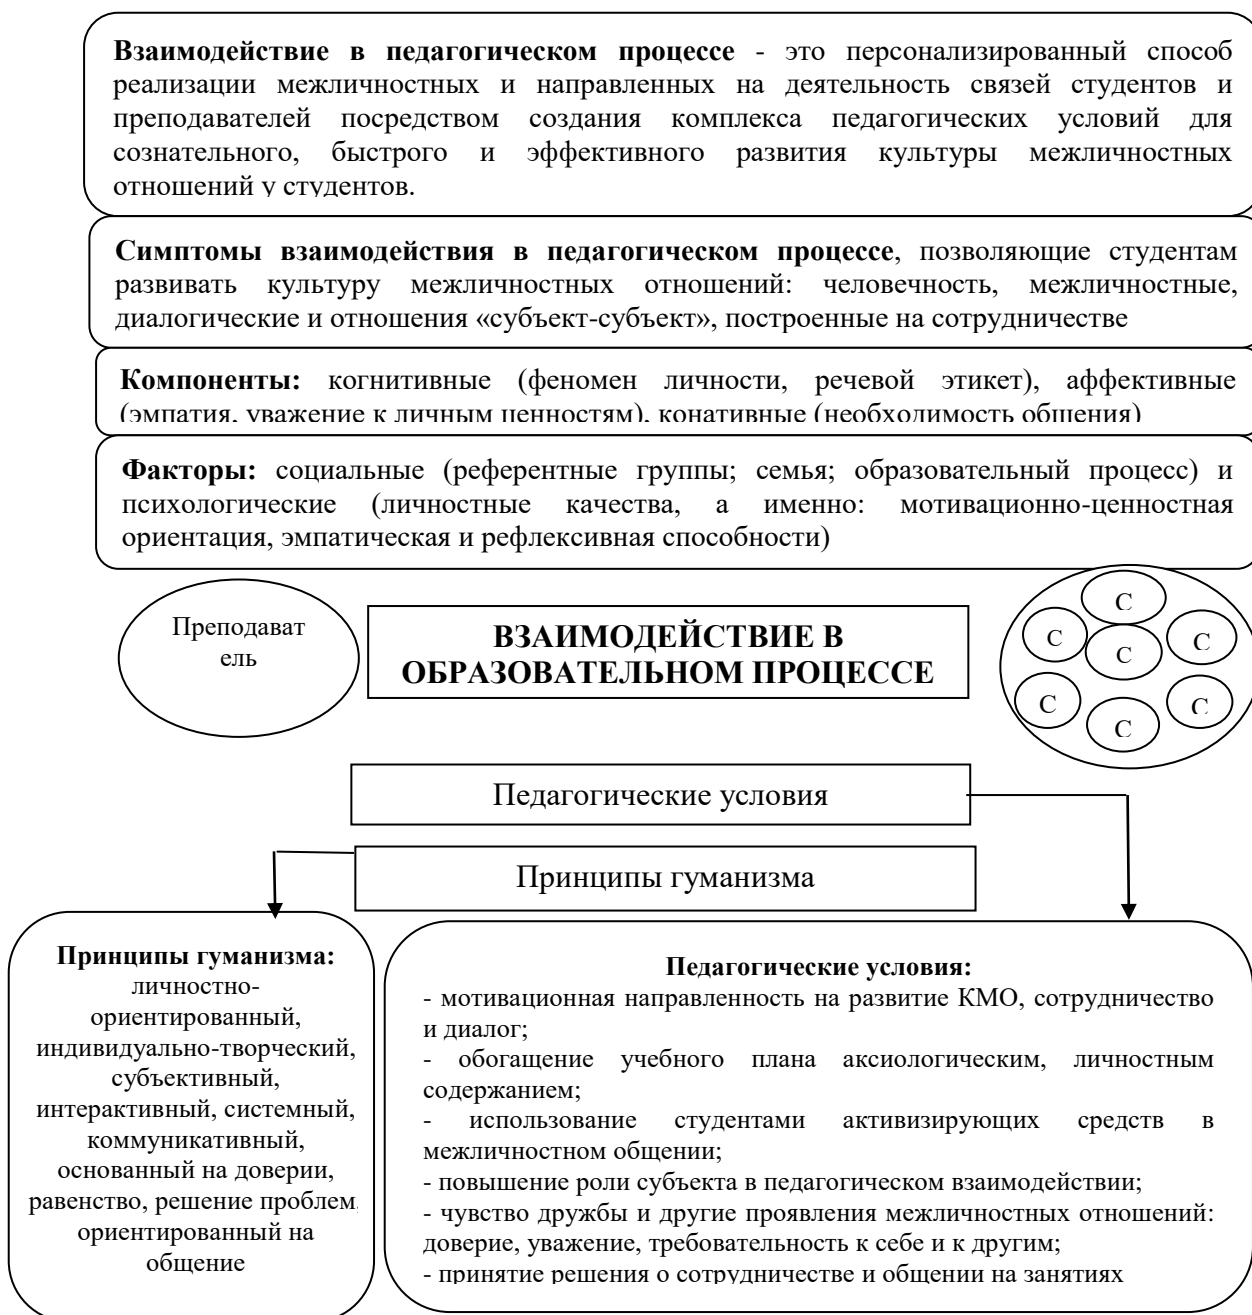 Взаимодействие в педагогическом процессе - это персонализированный способ
реализации межличностных и направленных на деятельность связей студентов и
преподавателей посредством создания комплекса педагогических условий для
сознательного, быстрого и эффективного развития культуры межличностных
отношений у студентов.
Симптомы взаимодействия в педагогическом процессе, позволяющие студентам
развивать культуру межличностных отношений: человечность, межличностные,
диалогические и отношения «субъект-субъект», построенные на сотрудничестве
Компоненты: когнитивные (феномен личности, речевой этикет), аффективные
(эмпатия, уважение к личным ценностям), конативные (необходимость общения)
Факторы: социальные (референтные группы; семья; образовательный процесс) и
психологические (личностные качества, а именно: мотивационно-ценностная
ориентация, эмпатическая и рефлексивная способности)
Преподават
ель
ВЗАИМОДЕЙСТВИЕ В
ОБРАЗОВАТЕЛЬНОМ ПРОЦЕССЕ
С
С
С
С
С
С
С
Педагогические условия
Принципы гуманизма
Принципы гуманизма:
личностно-
ориентированный,
индивидуально-творческий,
субъективный,
интерактивный, системный,
коммуникативный,
основанный на доверии,
равенство, решение проблем,
ориентированный на
общение
Педагогические условия:
- мотивационная направленность на развитие КМО, сотрудничество
и диалог;
- обогащение учебного плана аксиологическим, личностным
содержанием;
- использование студентами активизирующих средств в
межличностном общении;
- повышение роли субъекта в педагогическом взаимодействии;
- чувство дружбы и другие проявления межличностных отношений:
доверие, уважение, требовательность к себе и к другим;
- принятие решения о сотрудничестве и общении на занятиях